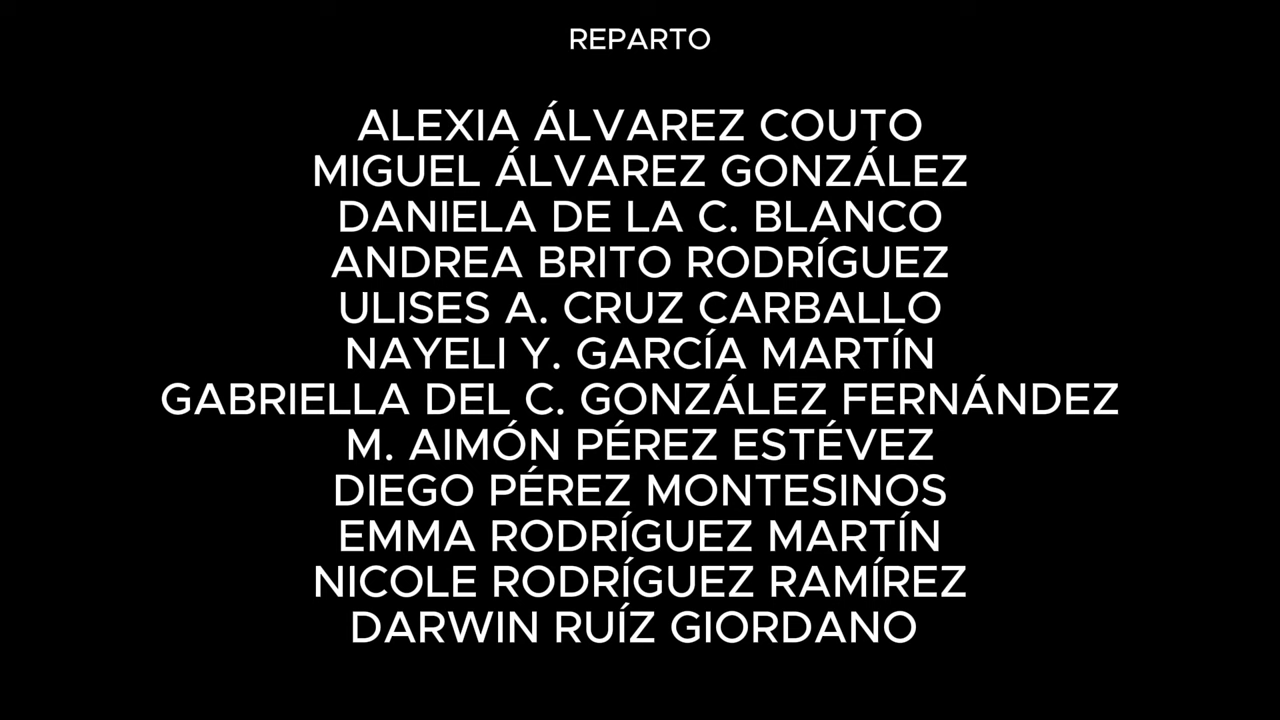 REPARTO
ALEXIA ÁLVAREZ COUTO
MIGUEL ÁLVAREZ GONZÁLEZ
DANIELA DE LA C. BLANCO
ANDREA BRITO RODRÍGUEZ
ULISES A. CRUZ CARBALLO
NAYELI Y. GARCÍA MARTÍN
GABRIELLA DEL C. GONZÁLEZ FERNÁNDEZ
M. AIMÓN PÉREZ ESTÉVEZ
DIEGO PÉREZ MONTESINOS
EMMA RODRÍGUEZ MARTÍN
NICOLE RODRÍGUEZ RAMÍREZ
DARWIN RUÍZ GIORDANO